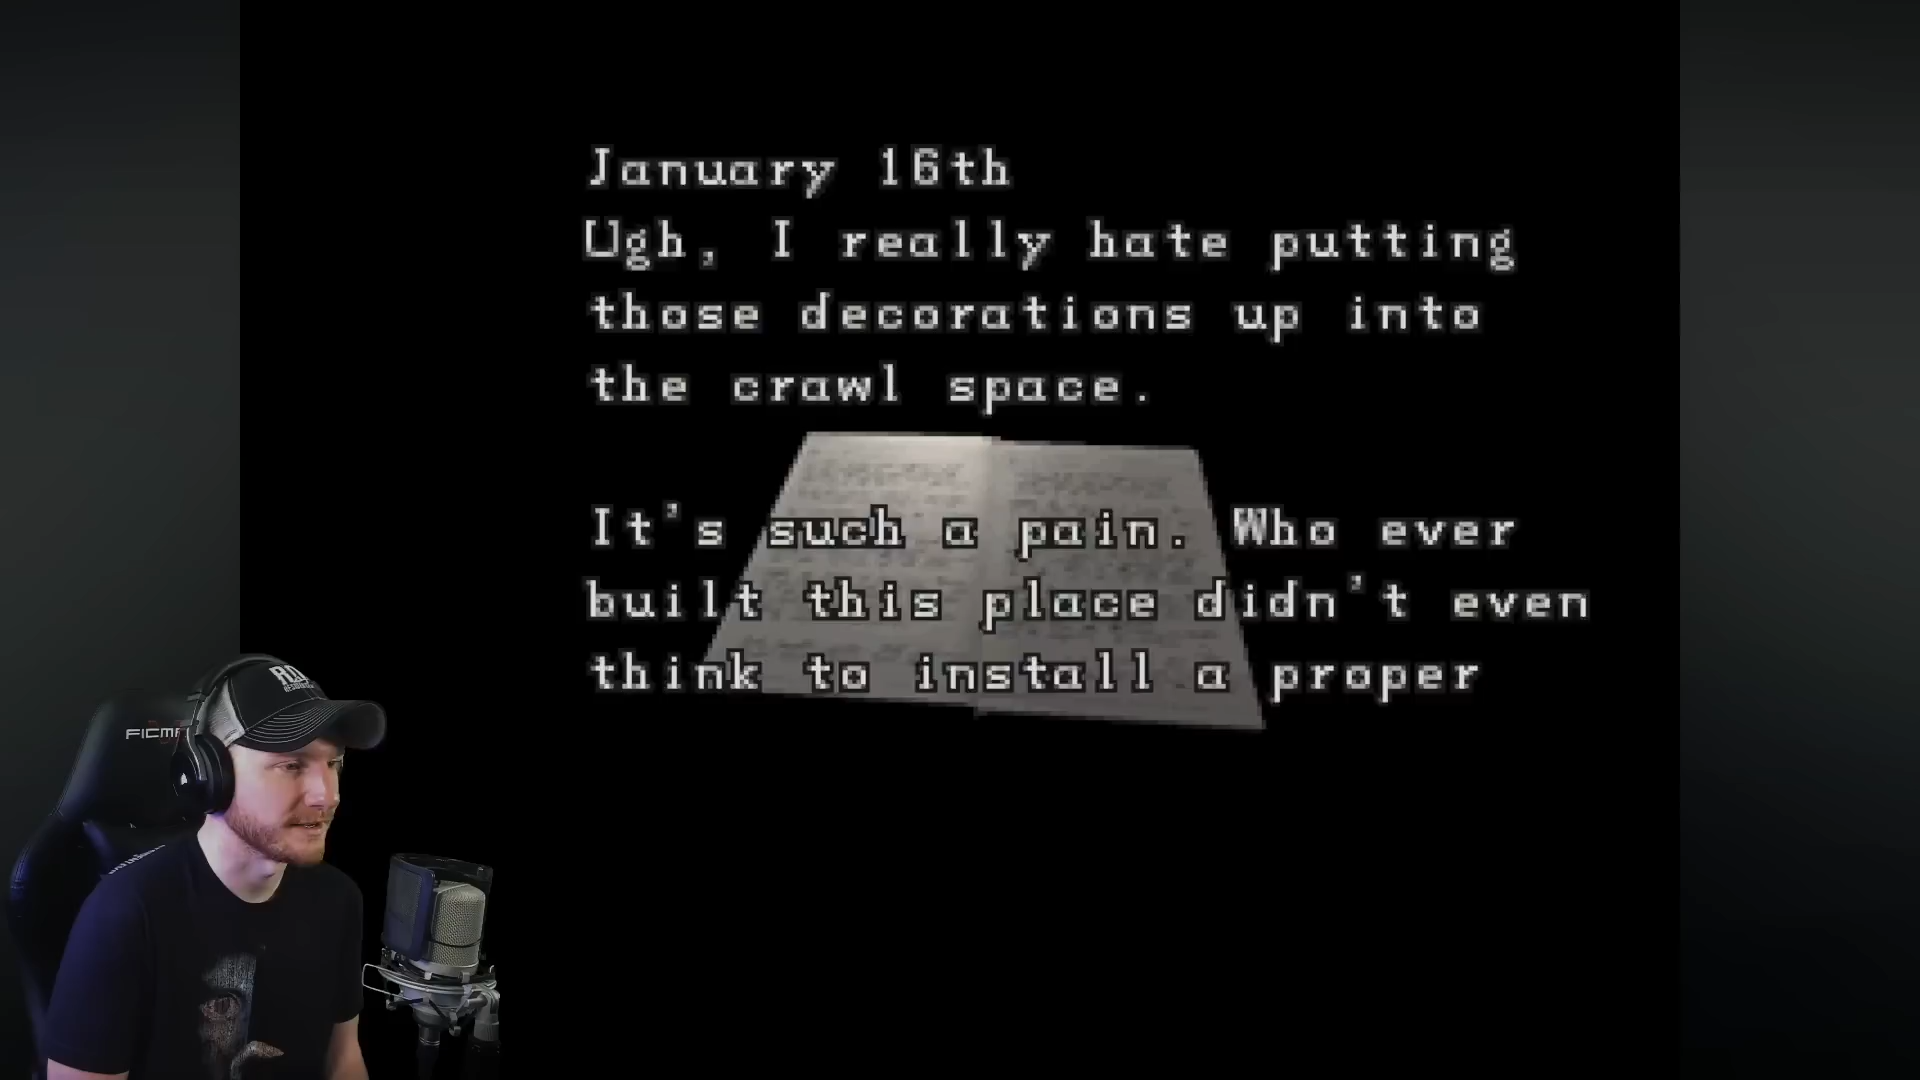 January 16th
Ugh, I really hate putting
those decorations up into
the crawl space.
It's such a pain. Who ever
built this place didn't even
think to install a proper